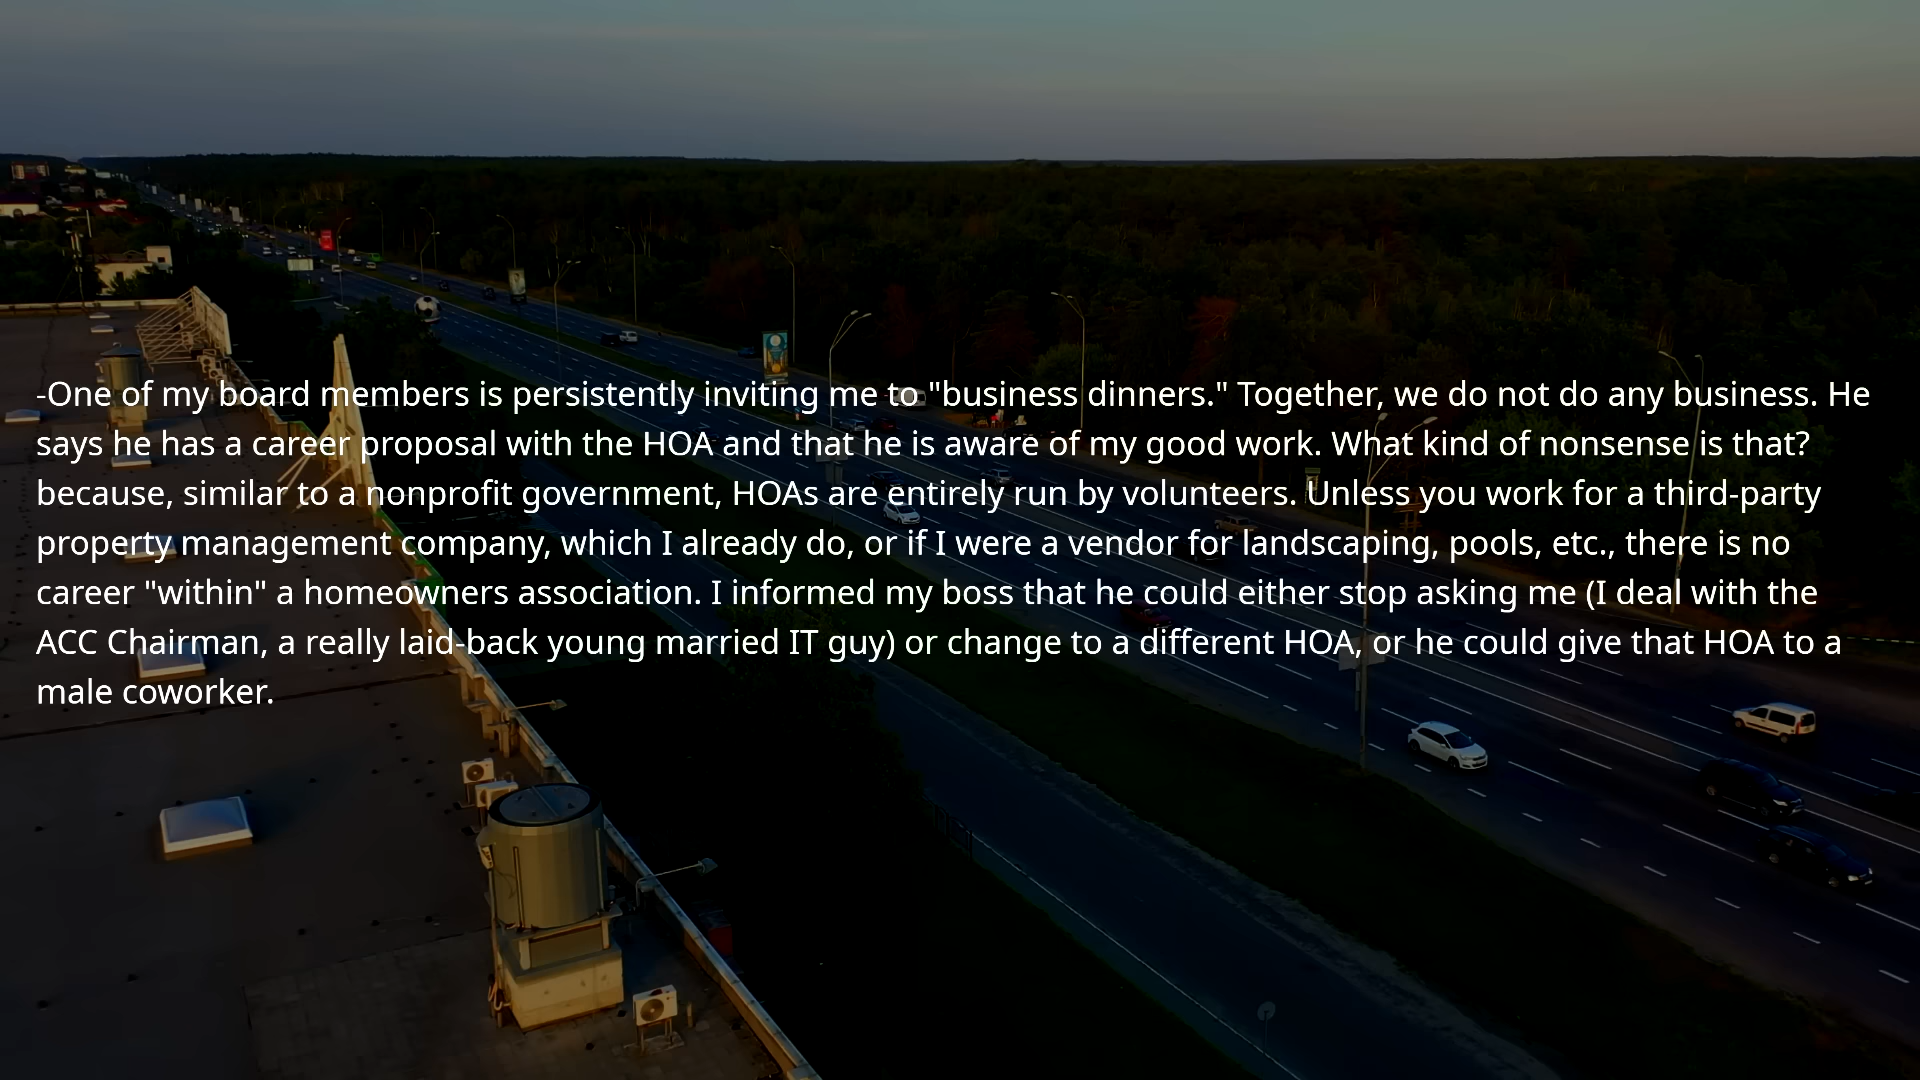 -One of my board members is persistently inviting me to "business dinners." Together, we do not do any business. He
says he has a career proposal with the HOA and that he is aware of my good work. What kind of nonsense is that?
because, similar to a nonprofit government, HOAs are entirely run by volunteers. Unless you work for a third-party
property management company, which I already do, or if I were a vendor for landscaping, pools, etc., there is no
career "within" a homeowners association. I informed my boss that he could either stop asking me (I deal with the
ACC Chairman, a really laid-back young married IT guy) or change to a different HOA, or he could give that HOA to a
male coworker.